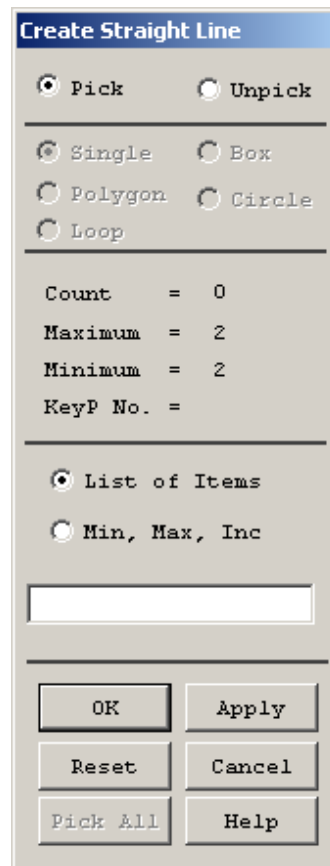 Create Straight Line
Pick Unpick
Single Box
Polygon Circle
Loop
Count = 0
Maximum = 2
Minimum = 2
KeyP No. =
List of Items
Min, Max, Inc
OK Apply
Reset Cancel
Pick All Help